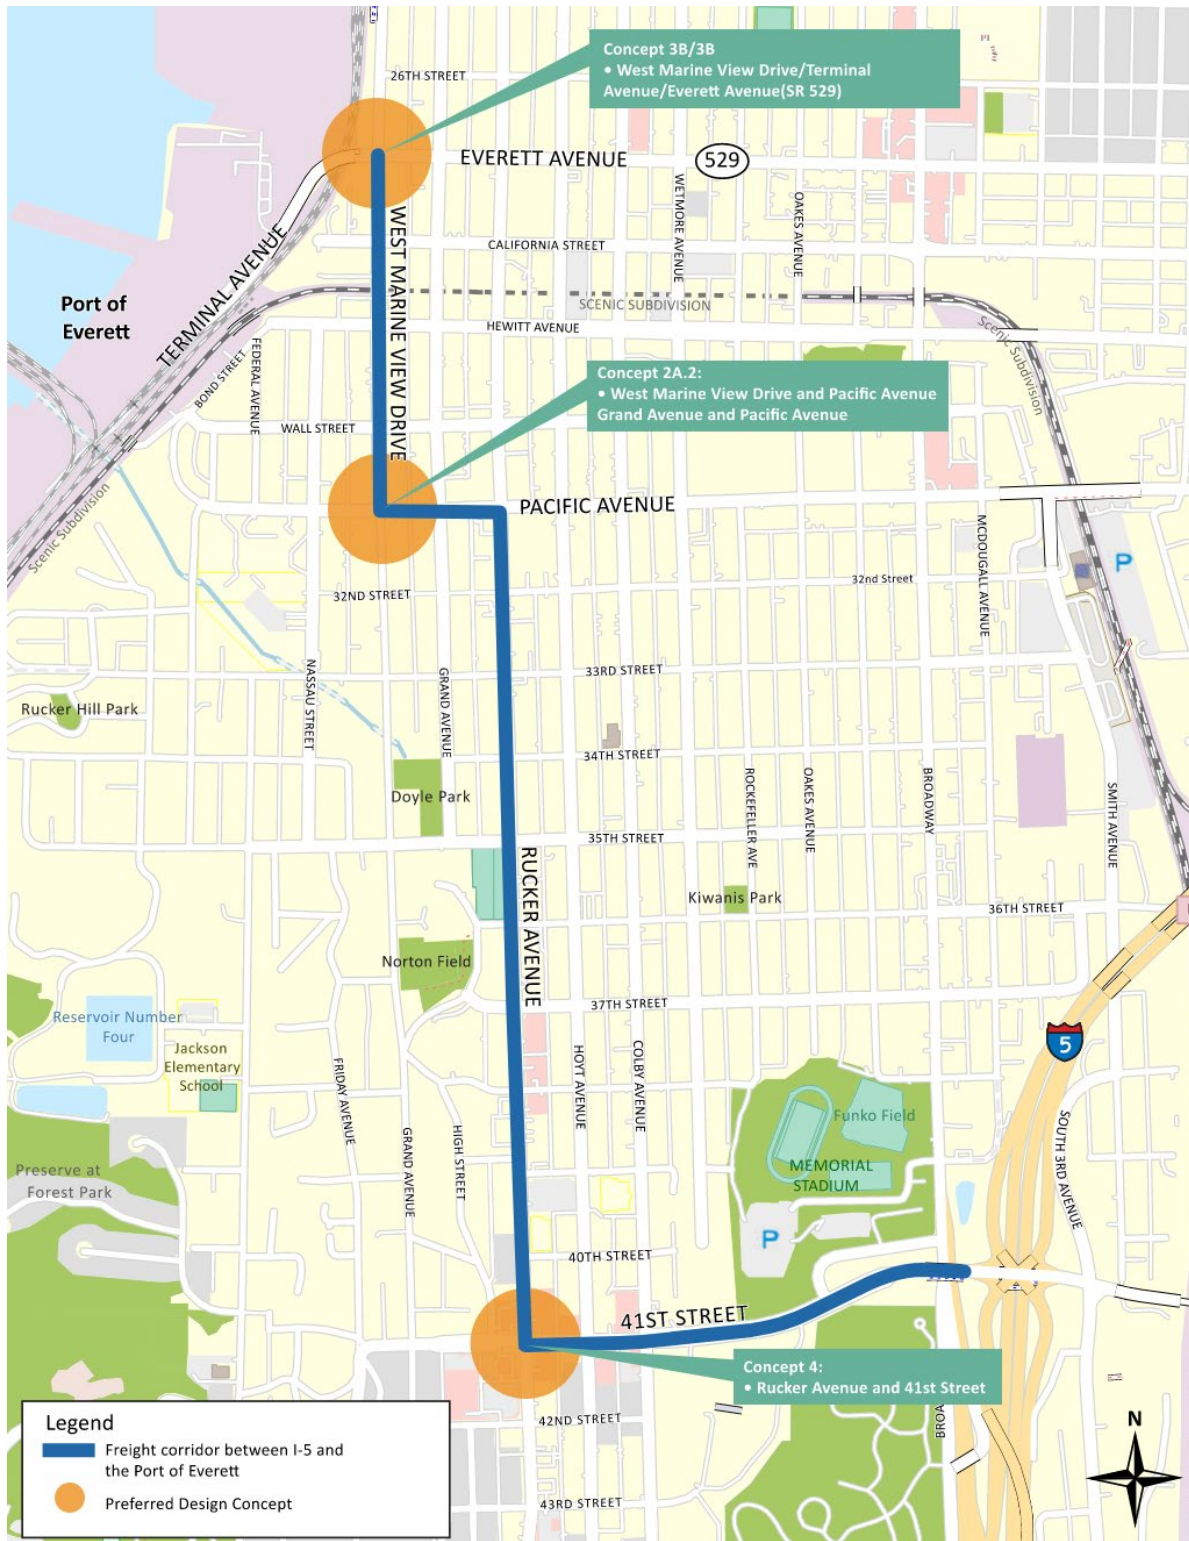 Concept 3B/3B
• West Marine View Drive/Terminal
Avenue/Everett Avenue(SR 529)
26TH STREET
EVERETT AVENUE
529
WETMORE AVENUE
OAKES AVENUE
WEST MARINE VIEW DRIVE
CALIFORNIA STREET
TERMINAL AVENUE
Port of
Everett
SCENIC SUBDIVISION
HEWITT AVENUE
Scenic Subdivision
BOND STREET
FEDERAL AVENUE
Concept 2A.2:
• West Marine View Drive and Pacific Avenue
Grand Avenue and Pacific Avenue
WALL STREET
PACIFIC AVENUE
Scenic Subdivision
MCDOUGALL AVENUE
P
32ND STREET
32nd Street
33RD STREET
NASSAU STREET
GRAND AVENUE
Rucker Hill Park
34TH STREET
Doyle Park
ROCKEFELLER AVE
OAKES AVENUE
BROADWAY
SMITH AVENUE
35TH STREET
RUCKER AVENUE
Kiwanis Park
36TH STREET
Norton Field
37TH STREET
Reservoir Number
Four
5
Jackson
Elementary
School
FRIDAY AVENUE
HOYT AVENUE
COLBY AVENUE
Funko Field
GRAND AVENUE
HIGH STREET
SOUTH 3RD AVENUE
MEMORIAL
STADIUM
Preserve at
Forest Park
P
40TH STREET
41ST STREET
Concept 4:
• Rucker Avenue and 41st Street
42ND STREET
Legend
Freight corridor between I-5 and
the Port of Everett
Preferred Design Concept
43RD STREET
N